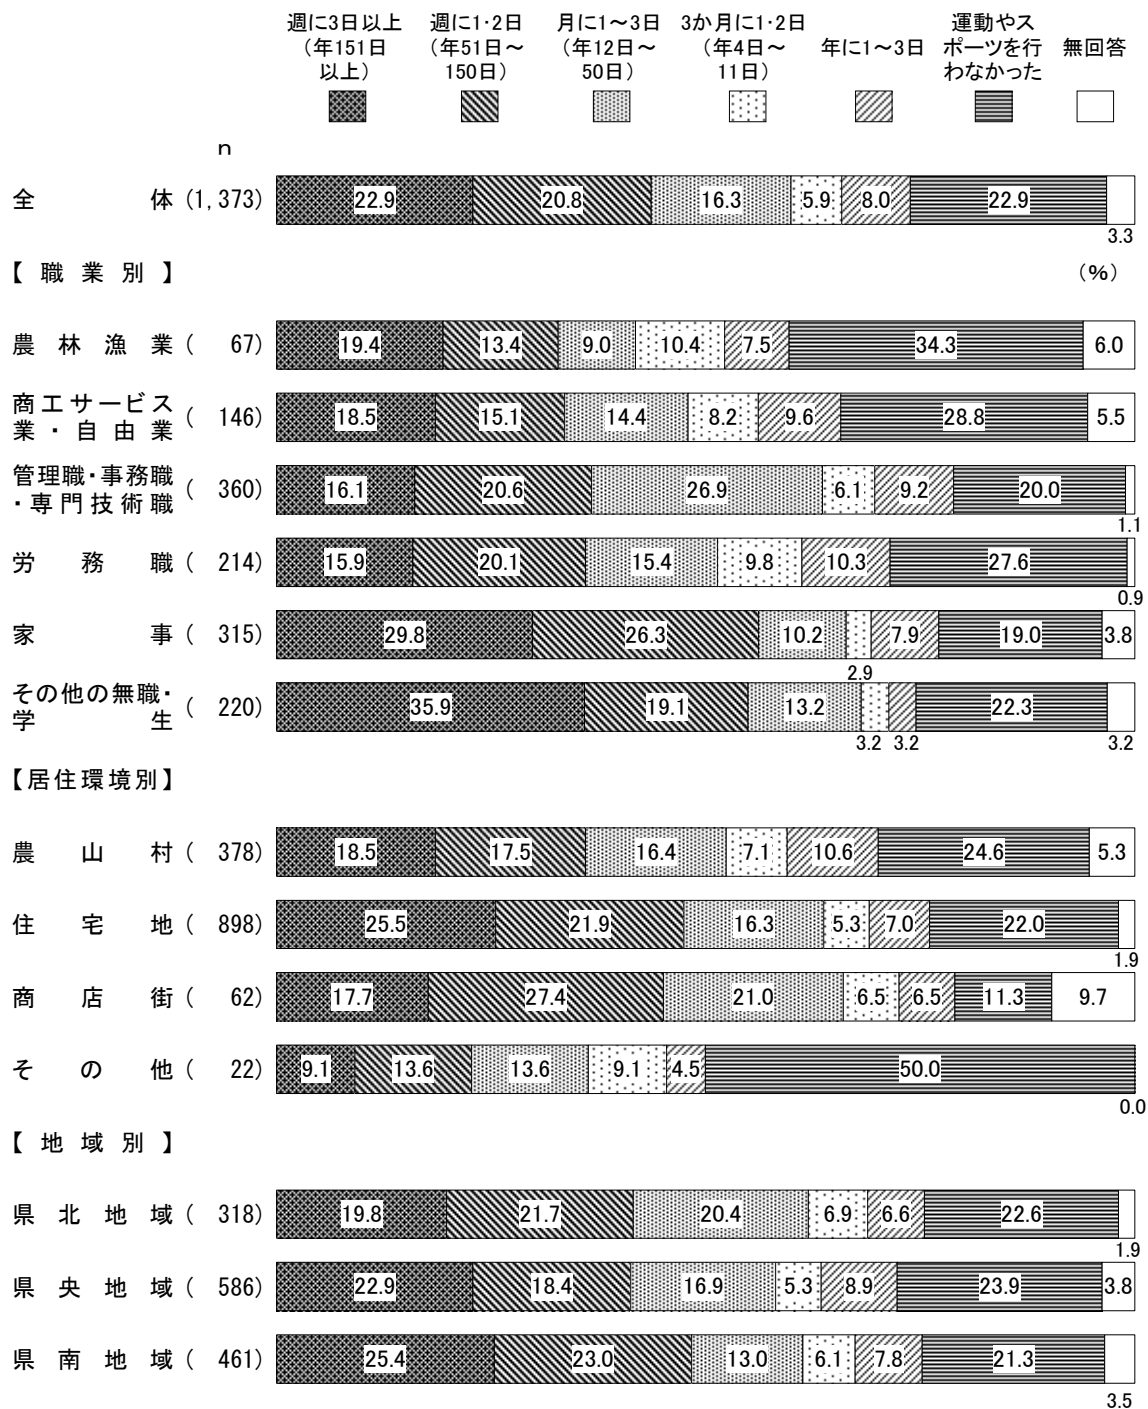 週に3日以上
(年151日
以上)
週に1・2日
(年51日～
150日)
月に1～3日
(年12日～
50日)
3か月に1・2日
(年4日～
11日)
年に1～3日
運動やス
ポーツを行
わなかった
無回答
n
全体(1,373) 22.9 20.8 16.3 5.9 8.0 22.9 3.3
【職業別】 (%)
農林漁業(67) 19.4 13.4 9.0 10.4 7.5 34.3 6.0
商工サービス
業・自由業(146) 18.5 15.1 14.4 8.2 9.6 28.8 5.5
管理職・事務職
・専門技術職(360) 16.1 20.6 26.9 6.1 9.2 20.0 1.1
労務職(214) 15.9 20.1 15.4 9.8 10.3 27.6 0.9
家事(315) 29.8 26.3 10.2 2.9 7.9 19.0 3.8
その他の無職・
学生(220) 35.9 19.1 13.2 3.2 3.2 22.3 3.2
【居住環境別】
農山村(378) 18.5 17.5 16.4 7.1 10.6 24.6 5.3
住宅地(898) 25.5 21.9 16.3 5.3 7.0 22.0 1.9
商店街(62) 17.7 27.4 21.0 6.5 6.5 11.3 9.7
その他(22) 9.1 13.6 13.6 9.1 4.5 50.0 0.0
【地域別】
県北地域(318) 19.8 21.7 20.4 6.9 6.6 22.6 1.9
県央地域(586) 22.9 18.4 16.9 5.3 8.9 23.9 3.8
県南地域(461) 25.4 23.0 13.0 6.1 7.8 21.3 3.5